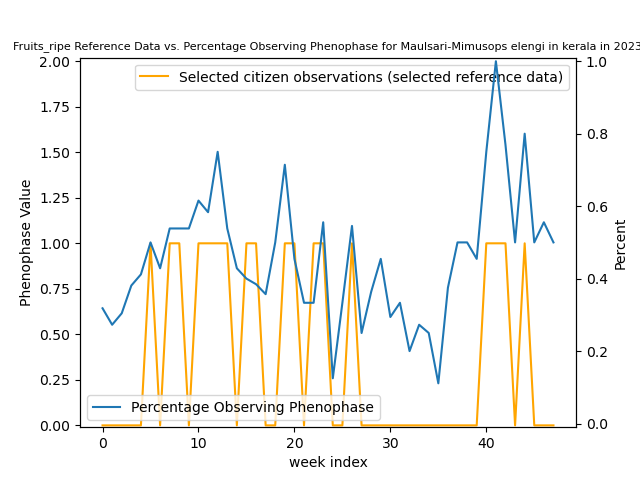 Fruits_ripe Reference Data vs. Percentage Observing Phenophase for Maulsari-Mimusops elengi in kerala in 2023
Selected citizen observations (selected reference data)
Percentage Observing Phenophase
Phenophase Value
2.00
1.75
1.50
1.25
1.00
0.75
0.50
0.25
0.00
1.0
0.8
0.6
0.4
0.2
0.0
Percent
0 10 20 30 40
week index